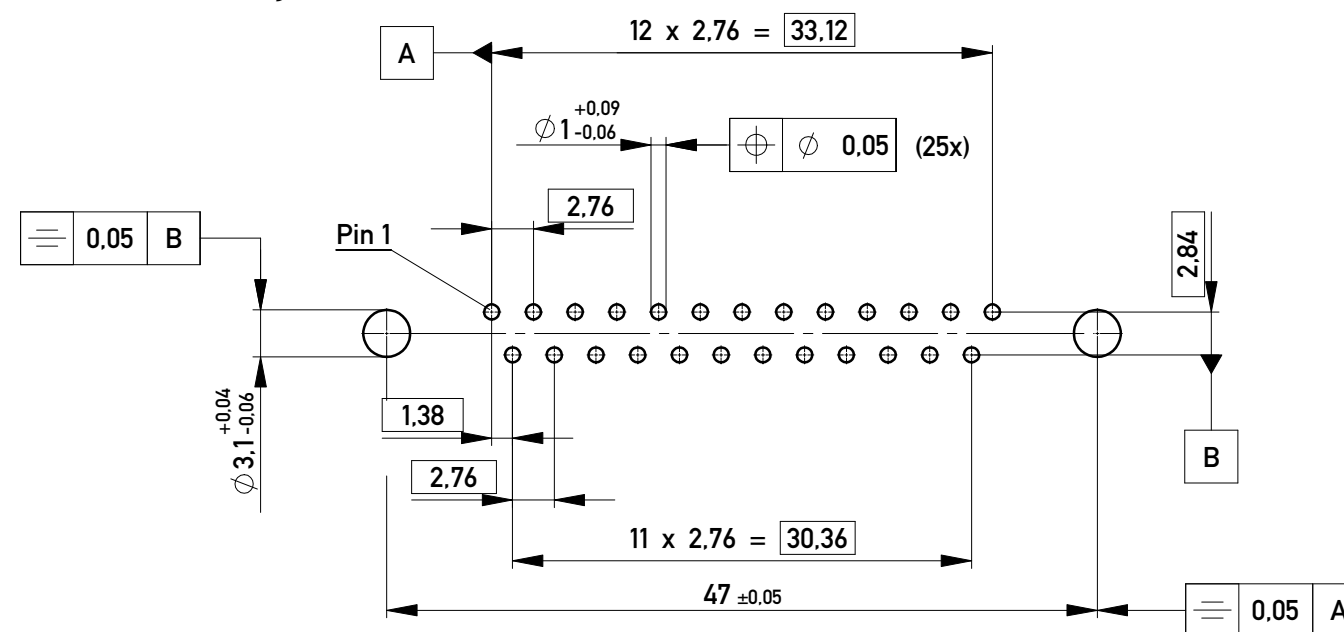 12 x 2,76 = 33,12
A
+0,09
∅1 -0,06
∅ 0,05 (25x)
2,76
0,05 B
Pin 1
2,84
+0,04
∅3,1 -0,06
1,38
2,76
B
11 x 2,76 = 30,36
47 ±0,05
0,05 A